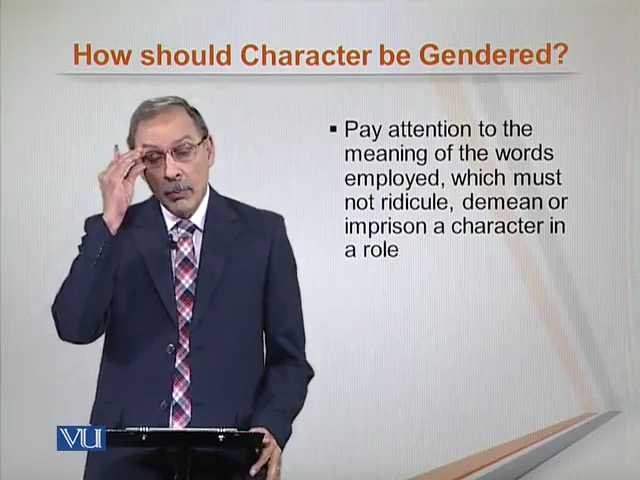 How should Character be Gendered?
▪ Pay attention to the
meaning of the words
employed, which must
not ridicule, demean or
imprison a character in
a role
VU